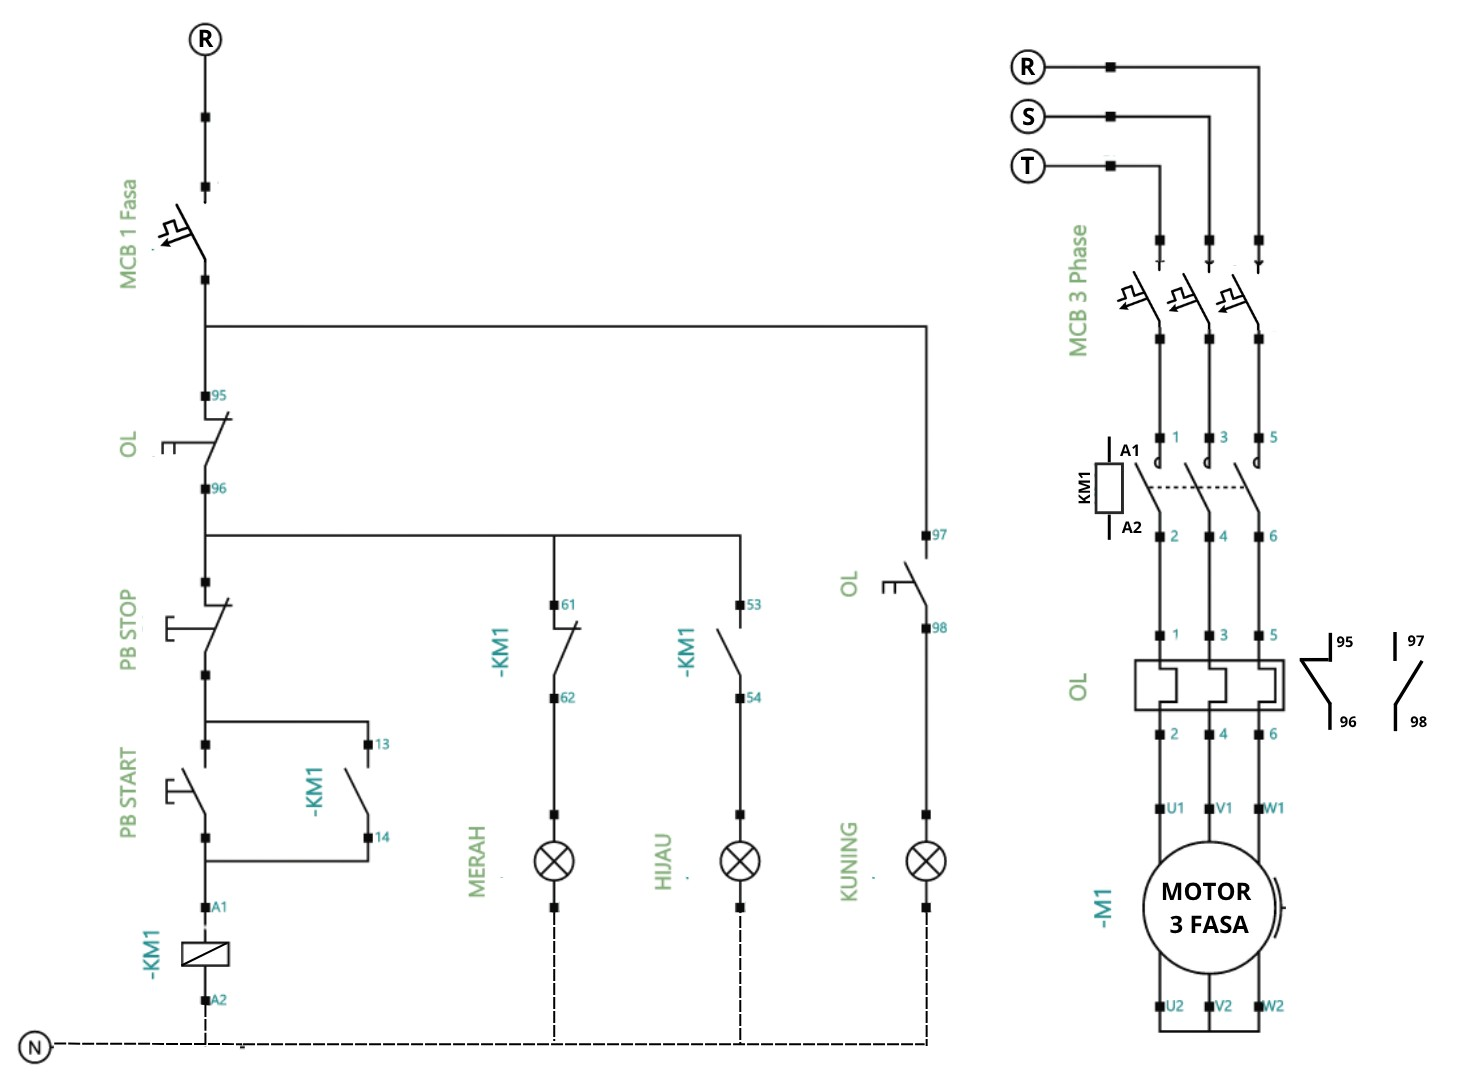 R
MCB 1 Fasa
95
OL
96
PB STOP
PB START
-KM1
13
14
A1
-KM1
A2
N
61
-KM1
62
MERAH
53
-KM1
54
HIJAU
97
OL
98
KUNING
R
S
T
MCB 3 Phase
1 3 5
KM1
A1
A2
2 4 6
1 3 5
OL
2 4 6
95
96
97
98
U1 V1 W1
-M1
MOTOR
3 FASA
U2 V2 W2